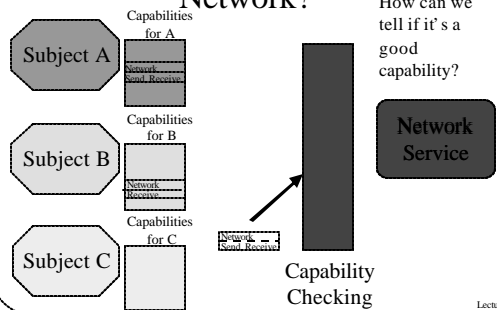 Network?
How can we
tell if it's a
good
capability?
Capabilities
for A
Subject A
Network
Send, Receive
Network
Service
Capabilities
for B
Subject B
Network
Receive
Capabilities
for C
Subject C
Network
Send, Receive
Capability
Checking
Lectu